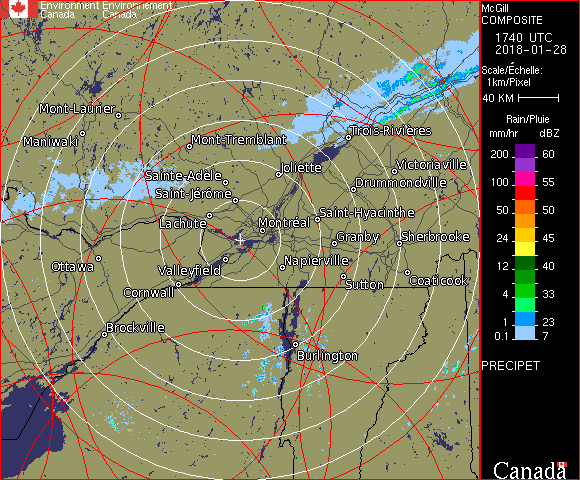 Environment Environnement
Canada Canada
McGill
COMPOSITE
1740 UTC
2018-01-28
Scale/Échelle:
1km/Pixel
40 KM
Rain/Pluie
mm/hr dBZ
200 60
100 55
50 50
24 45
12 40
4 33
1 23
0.1 7
PRECIPET
Canada
Mont-Laurier
Maniwaki
Mont-Tremblant
Trois-Rivières
Sainte-Adèle
Joliette
Victoriaville
Saint-Jérôme
Drummondville
Lachute
Montréal
Saint-Hyacinthe
Granby
Sherbrooke
Ottawa
Valleyfield
Napierville
Cornwall
Sutton
Coaticook
Brockville
Burlington